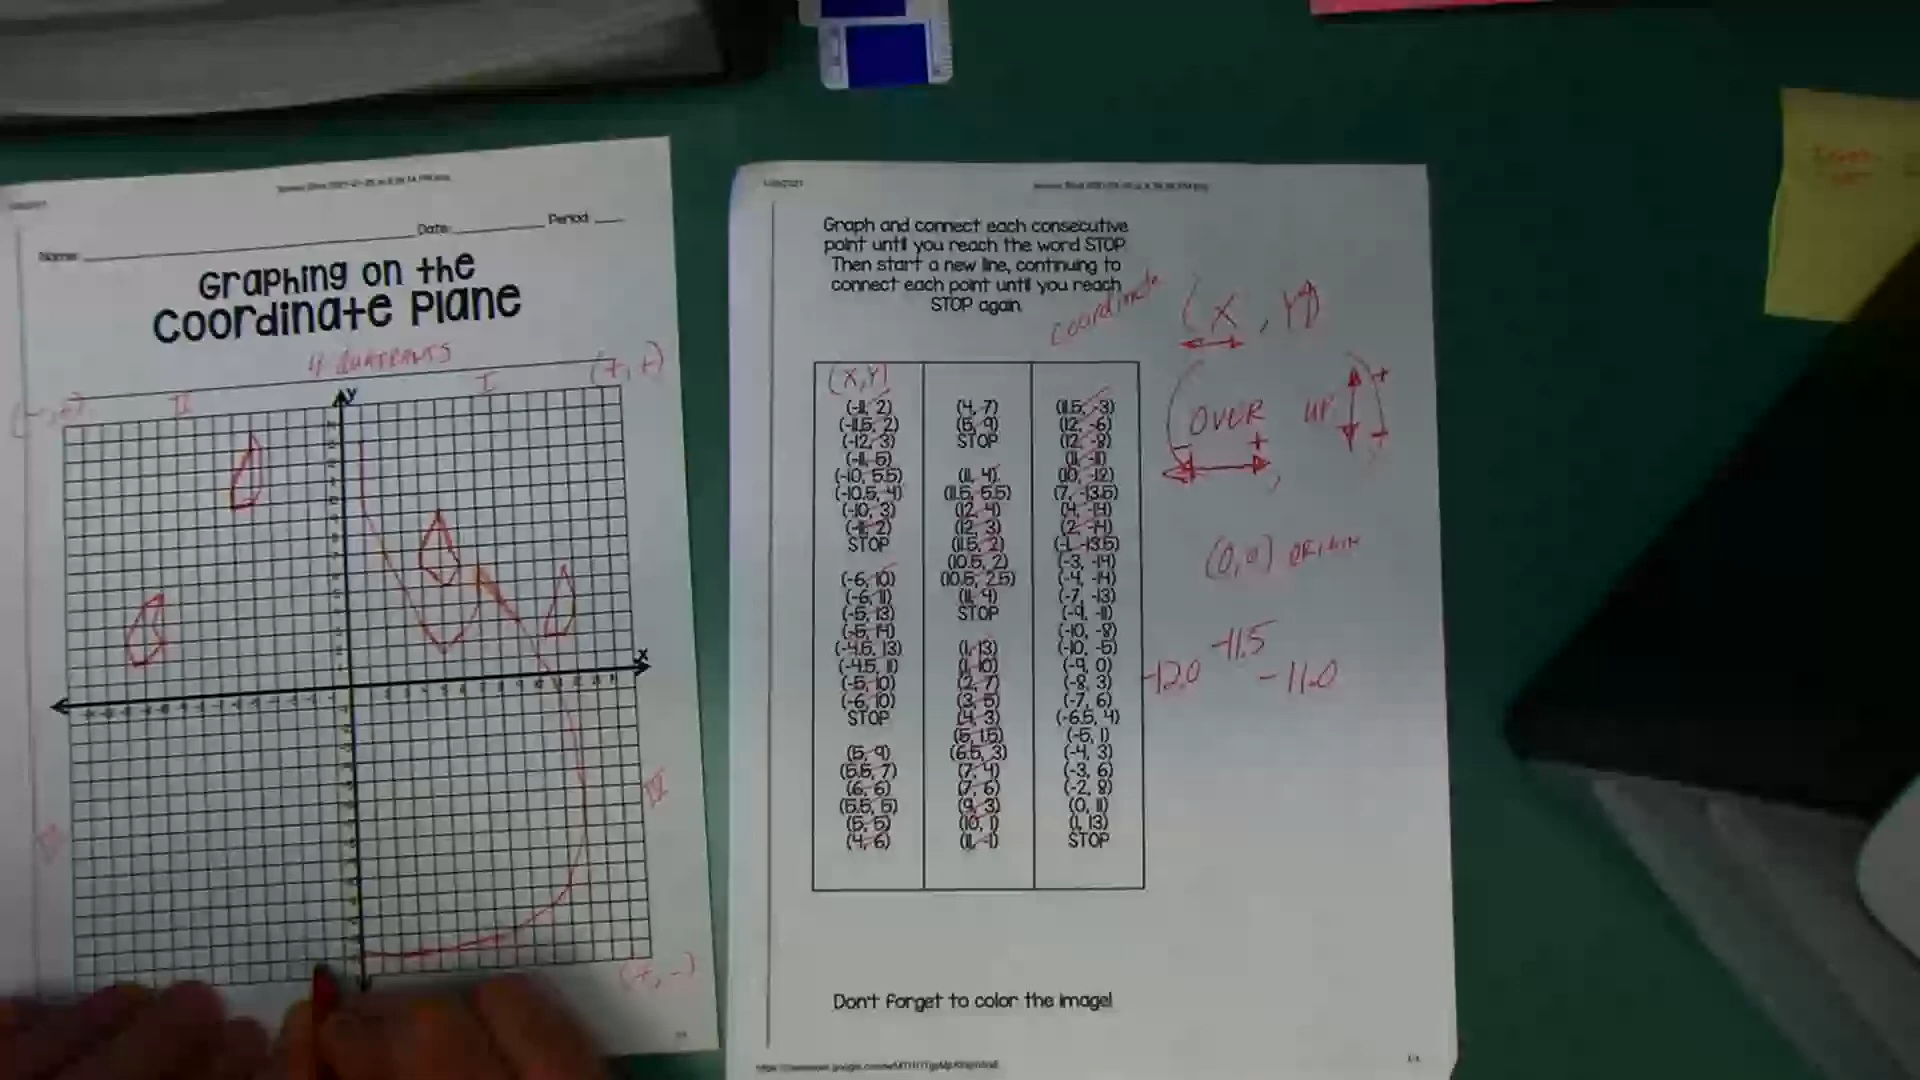 Name: Date: Period:
Graphing on the
Coordinate Plane
4 QUADRANTS
II
I
(+, +)
y
x
IV
(+, -)
Graph and connect each consecutive
point until you reach the word STOP.
Then start a new line, continuing to
connect each point until you reach
STOP again.
coordinate
(X, Y)
OVER
UP
+
+
(0,0) ORIGIN
-11.5
-12.0
-11.0
(X,Y)
(-11, 2)
(-11.5, 2)
(-12, 3)
(-11, 5)
(-10, 5.5)
(-10.5, 4)
(-10, 3)
(-11, 2)
STOP
(-6, 10)
(-6, 11)
(-5, 13)
(-5, 14)
(-4.5, 13)
(-4.5, 11)
(-5, 10)
(-6, 10)
STOP
(5, 9)
(5.5, 7)
(6, 6)
(5.5, 5)
(5, 5)
(4, 6)
(4, 7)
(5, 9)
STOP
(11, 4)
(11.5, 5.5)
(12, 4)
(12, 3)
(11.5, 2)
(10.5, 2)
(10.5, 2.5)
(11, 4)
STOP
(1, 13)
(1, 10)
(2, 7)
(3, 5)
(4, 3)
(5, 1.5)
(6.5, 3)
(7, 4)
(7, 6)
(9, 3)
(10, 1)
(11, -1)
(11.5, -3)
(12, -6)
(12, -8)
(11, -11)
(10, -12)
(7, -13.5)
(4, -14)
(2, -14)
(-1, -13.5)
(-3, -14)
(-4, -14)
(-7, -13)
(-9, -11)
(-10, -8)
(-10, -5)
(-9, 0)
(-8, 3)
(-7, 6)
(-6.5, 4)
(-5, 1)
(-4, 3)
(-3, 6)
(-2, 8)
(0, 11)
(1, 13)
STOP
Don't forget to color the image!